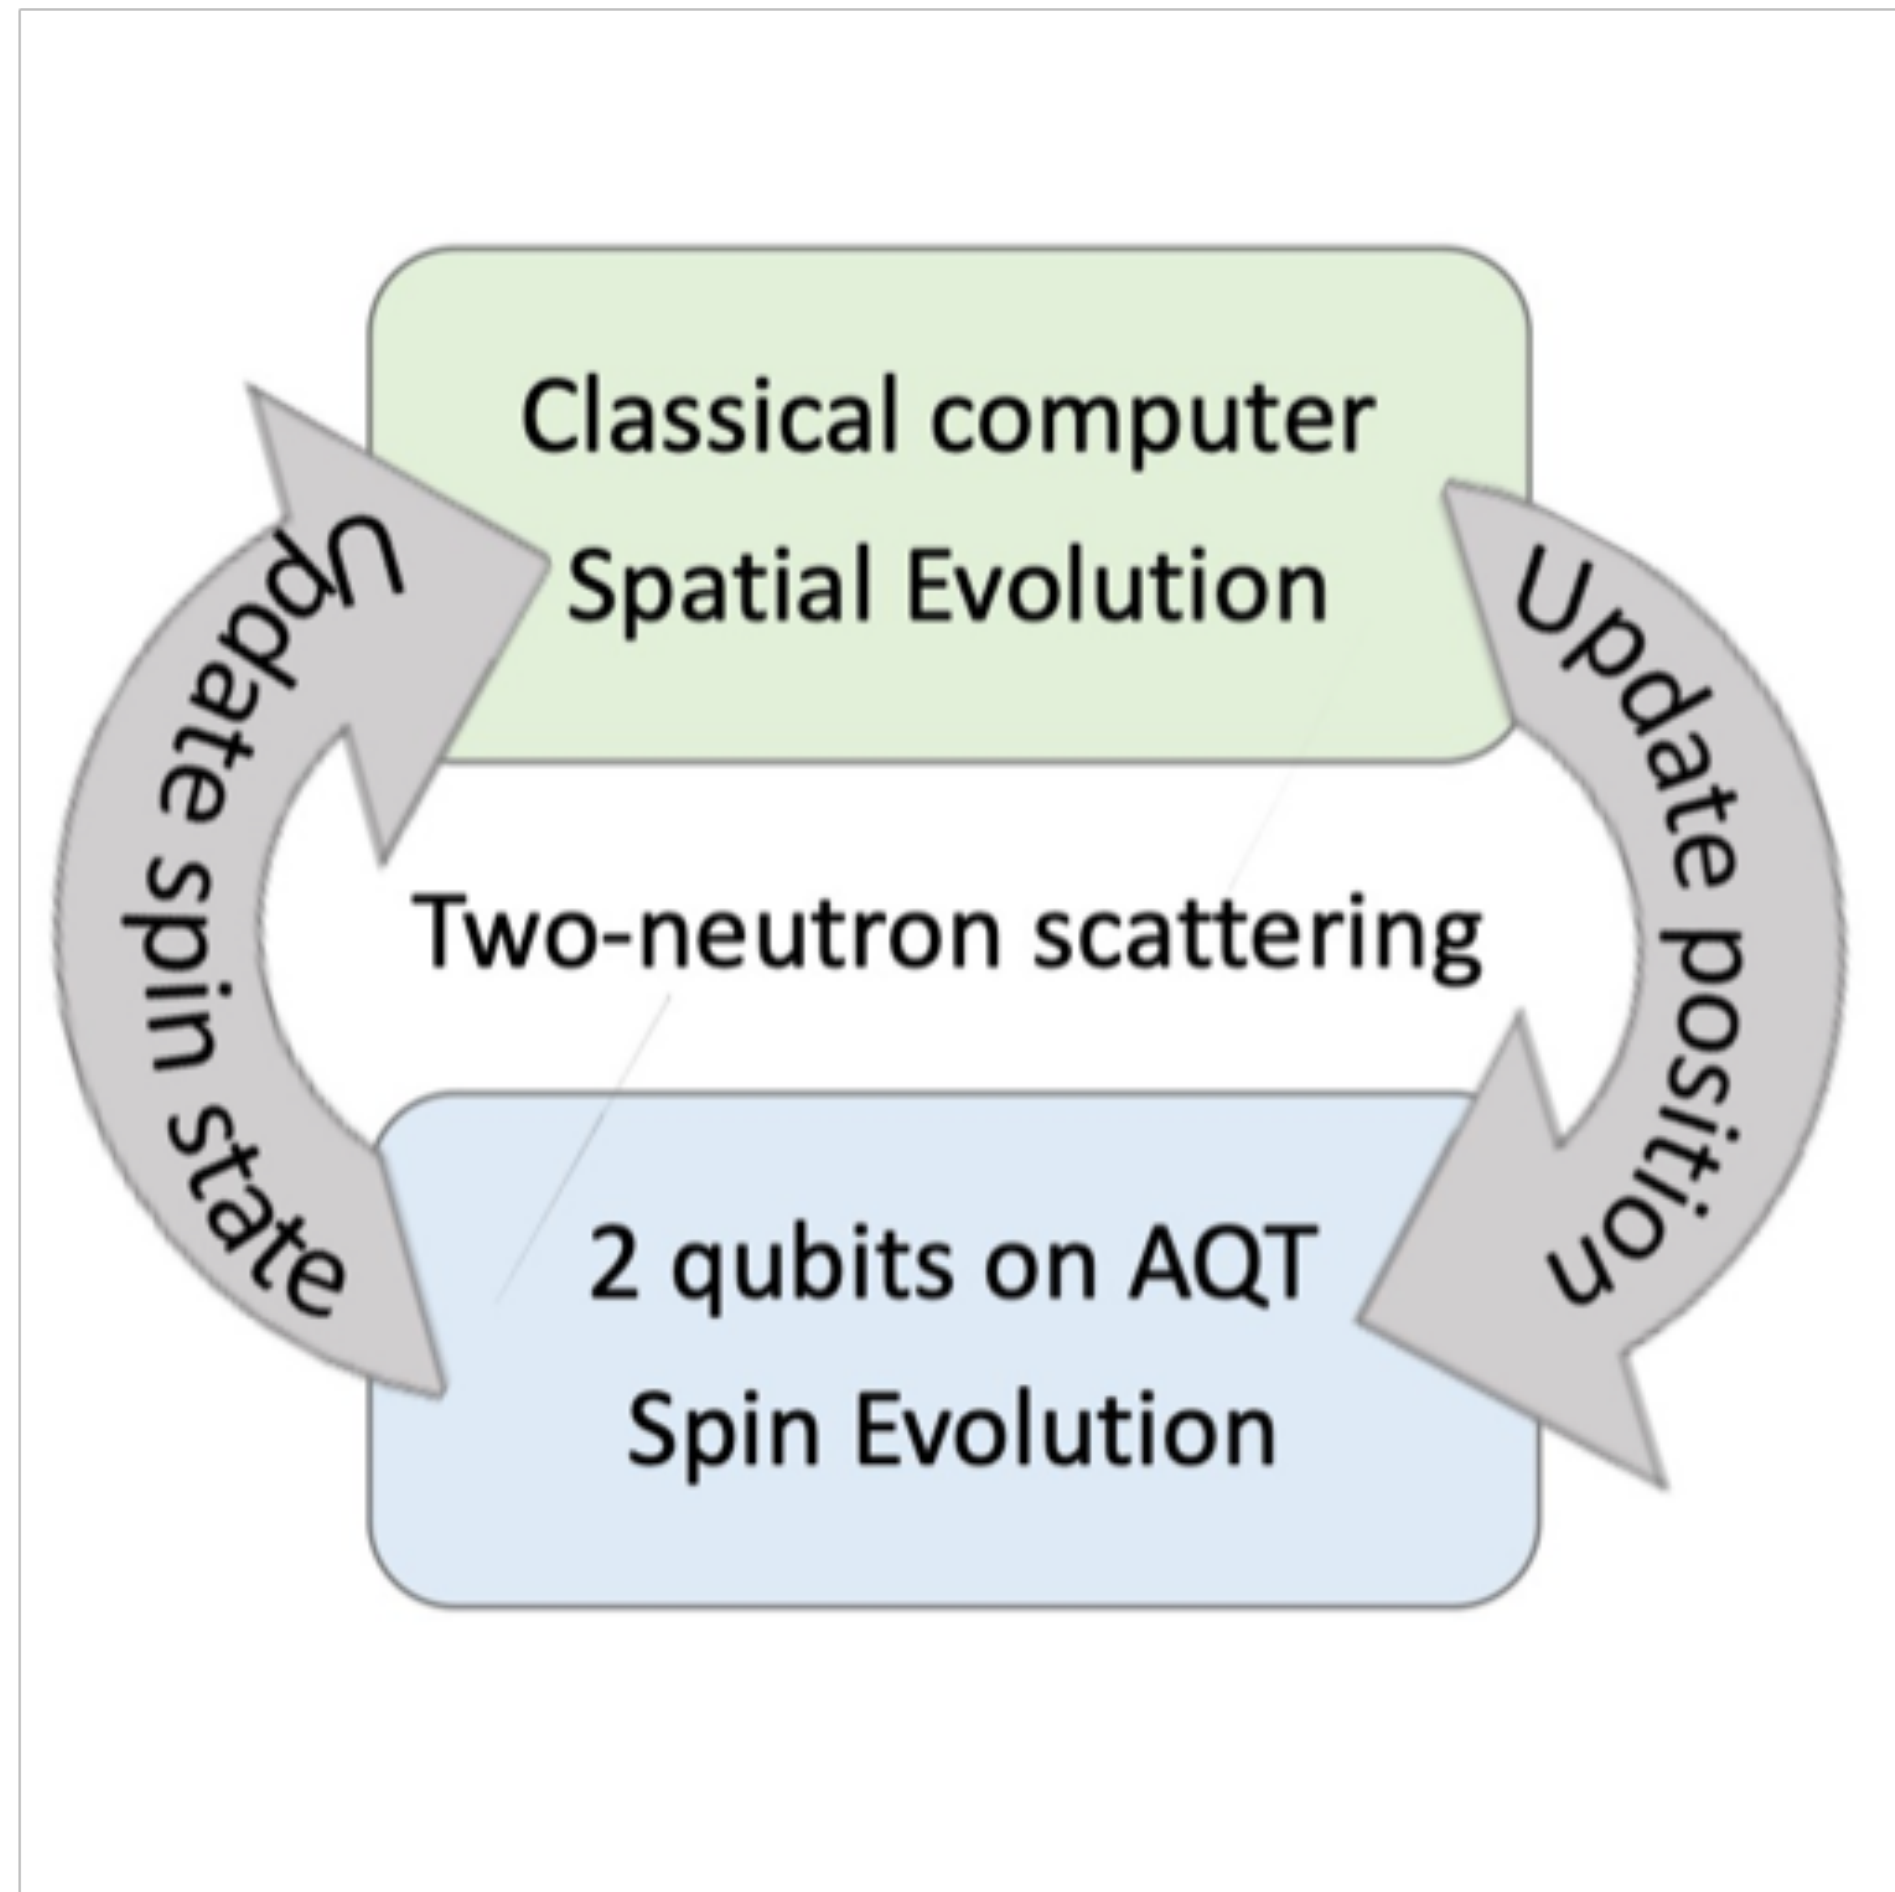 Classical computer
Spatial Evolution
Update spin state
Update position
Two-neutron scattering
2 qubits on AQT
Spin Evolution